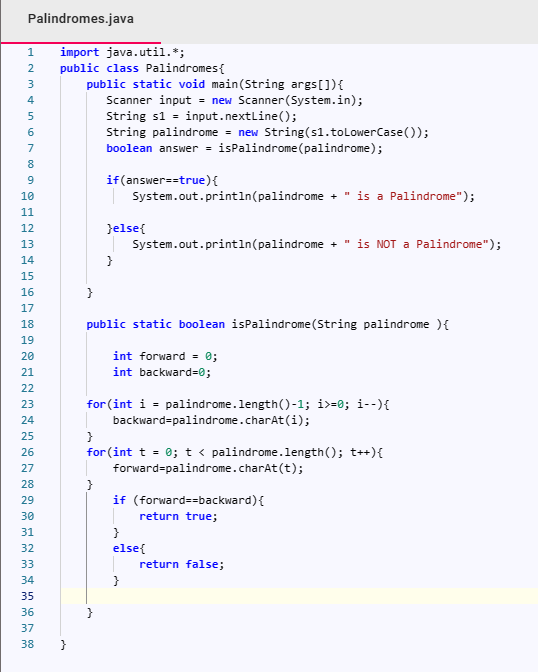 Palindromes.java
1 import java.util.*;
2 public class Palindromes{
3 public static void main(String args[]){
4 Scanner input = new Scanner(System.in);
5 String s1 = input.nextLine();
6 String palindrome = new String(s1.toLowerCase());
7 boolean answer = isPalindrome(palindrome);
8
9 if(answer==true){
10 System.out.println(palindrome + " is a Palindrome");
11
12 }else{
13 System.out.println(palindrome + " is NOT a Palindrome");
14 }
15
16 }
17
18 public static boolean isPalindrome(String palindrome ){
19
20 int forward = 0;
21 int backward=0;
22
23 for(int i = palindrome.length()-1; i>=0; i--){
24 backward=palindrome.charAt(i);
25 }
26 for(int t = 0; t < palindrome.length(); t++){
27 forward=palindrome.charAt(t);
28 }
29 if (forward==backward){
30 return true;
31 }
32 else{
33 return false;
34 }
35
36 }
37
38 }